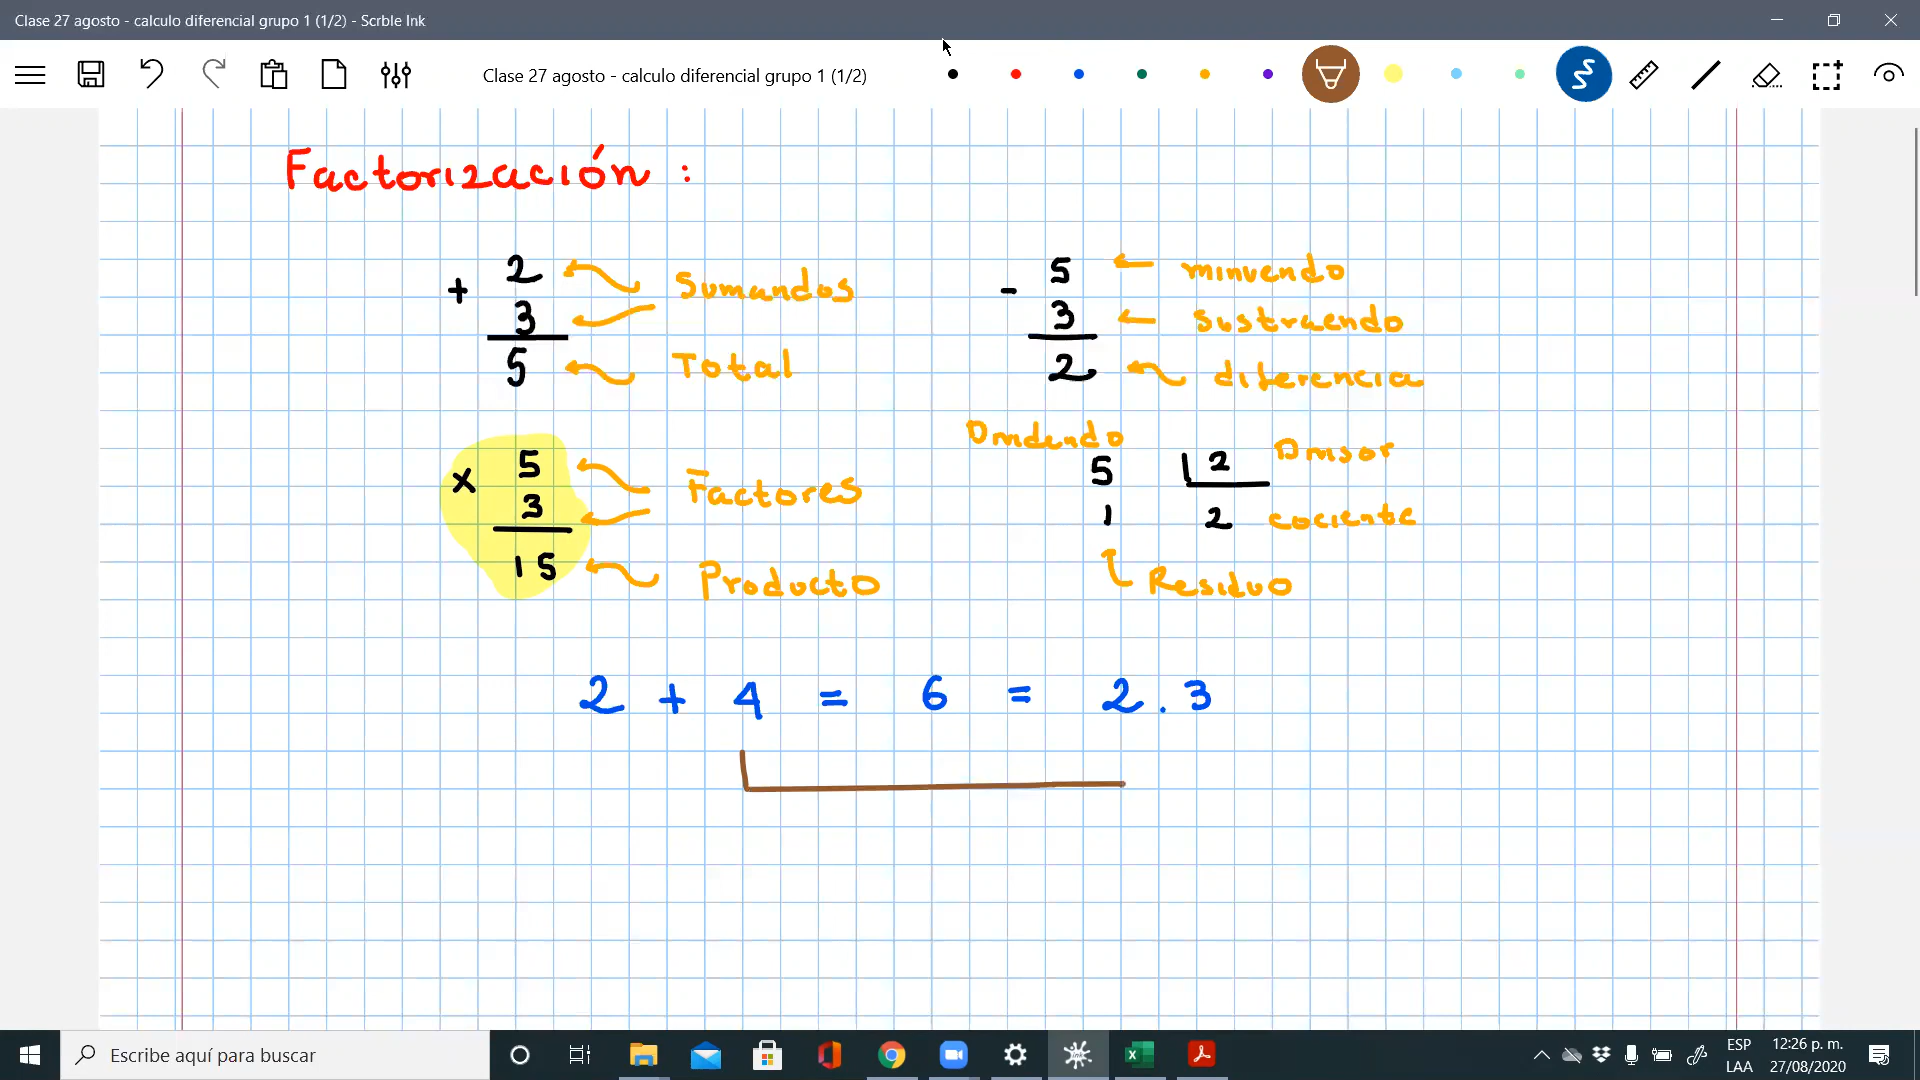 Clase 27 agosto - calculo diferencial grupo 1 (1/2) - Scrble Ink
Clase 27 agosto - calculo diferencial grupo 1 (1/2)
Factorización :
+ 2 Sumandos
3
5 Total
- 5 minuendo
3 sustraendo
2 diferencia
x 5 Factores
3
15 Producto
Dividendo
5 2 Divisor
1 2 cociente
Residuo
2 + 4 = 6 = 2 . 3
Escribe aquí para buscar
ESP
LAA
12:26 p. m.
27/08/2020